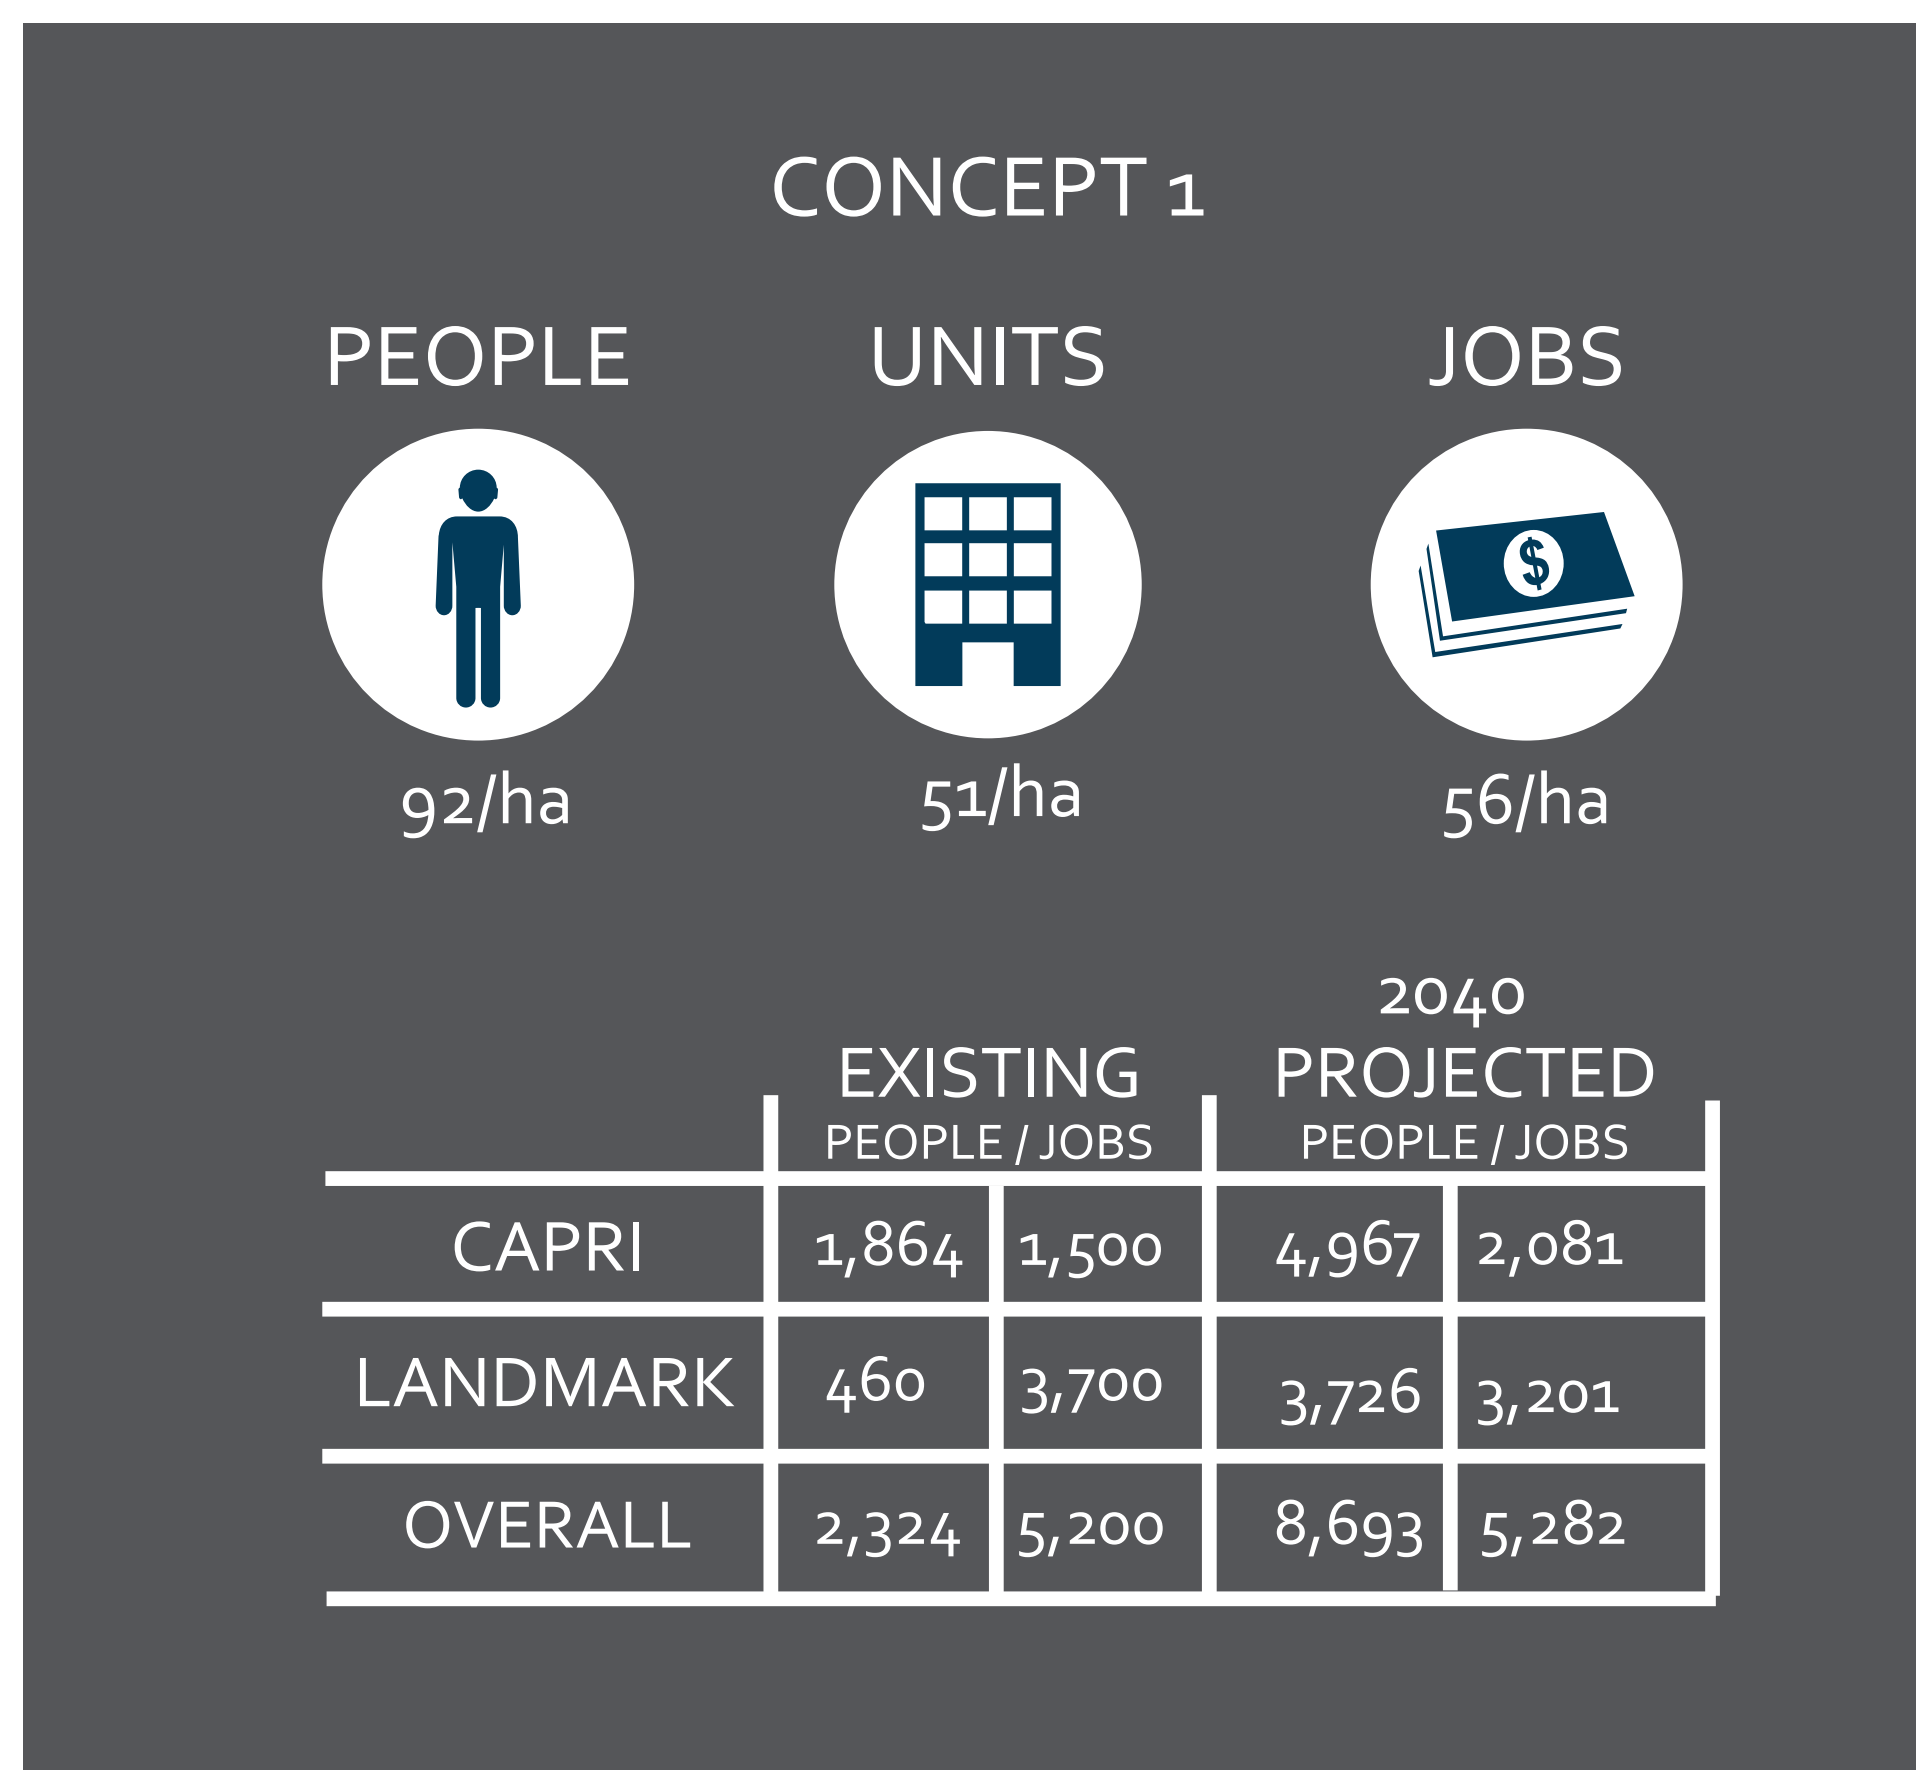 CONCEPT 1
PEOPLE UNITS JOBS
$
92/ha 51/ha 56/ha
2040
EXISTING PROJECTED
PEOPLE / JOBS PEOPLE / JOBS
CAPRI 1,864 1,500 4,967 2,081
LANDMARK 460 3,700 3,726 3,201
OVERALL 2,324 5,200 8,693 5,282